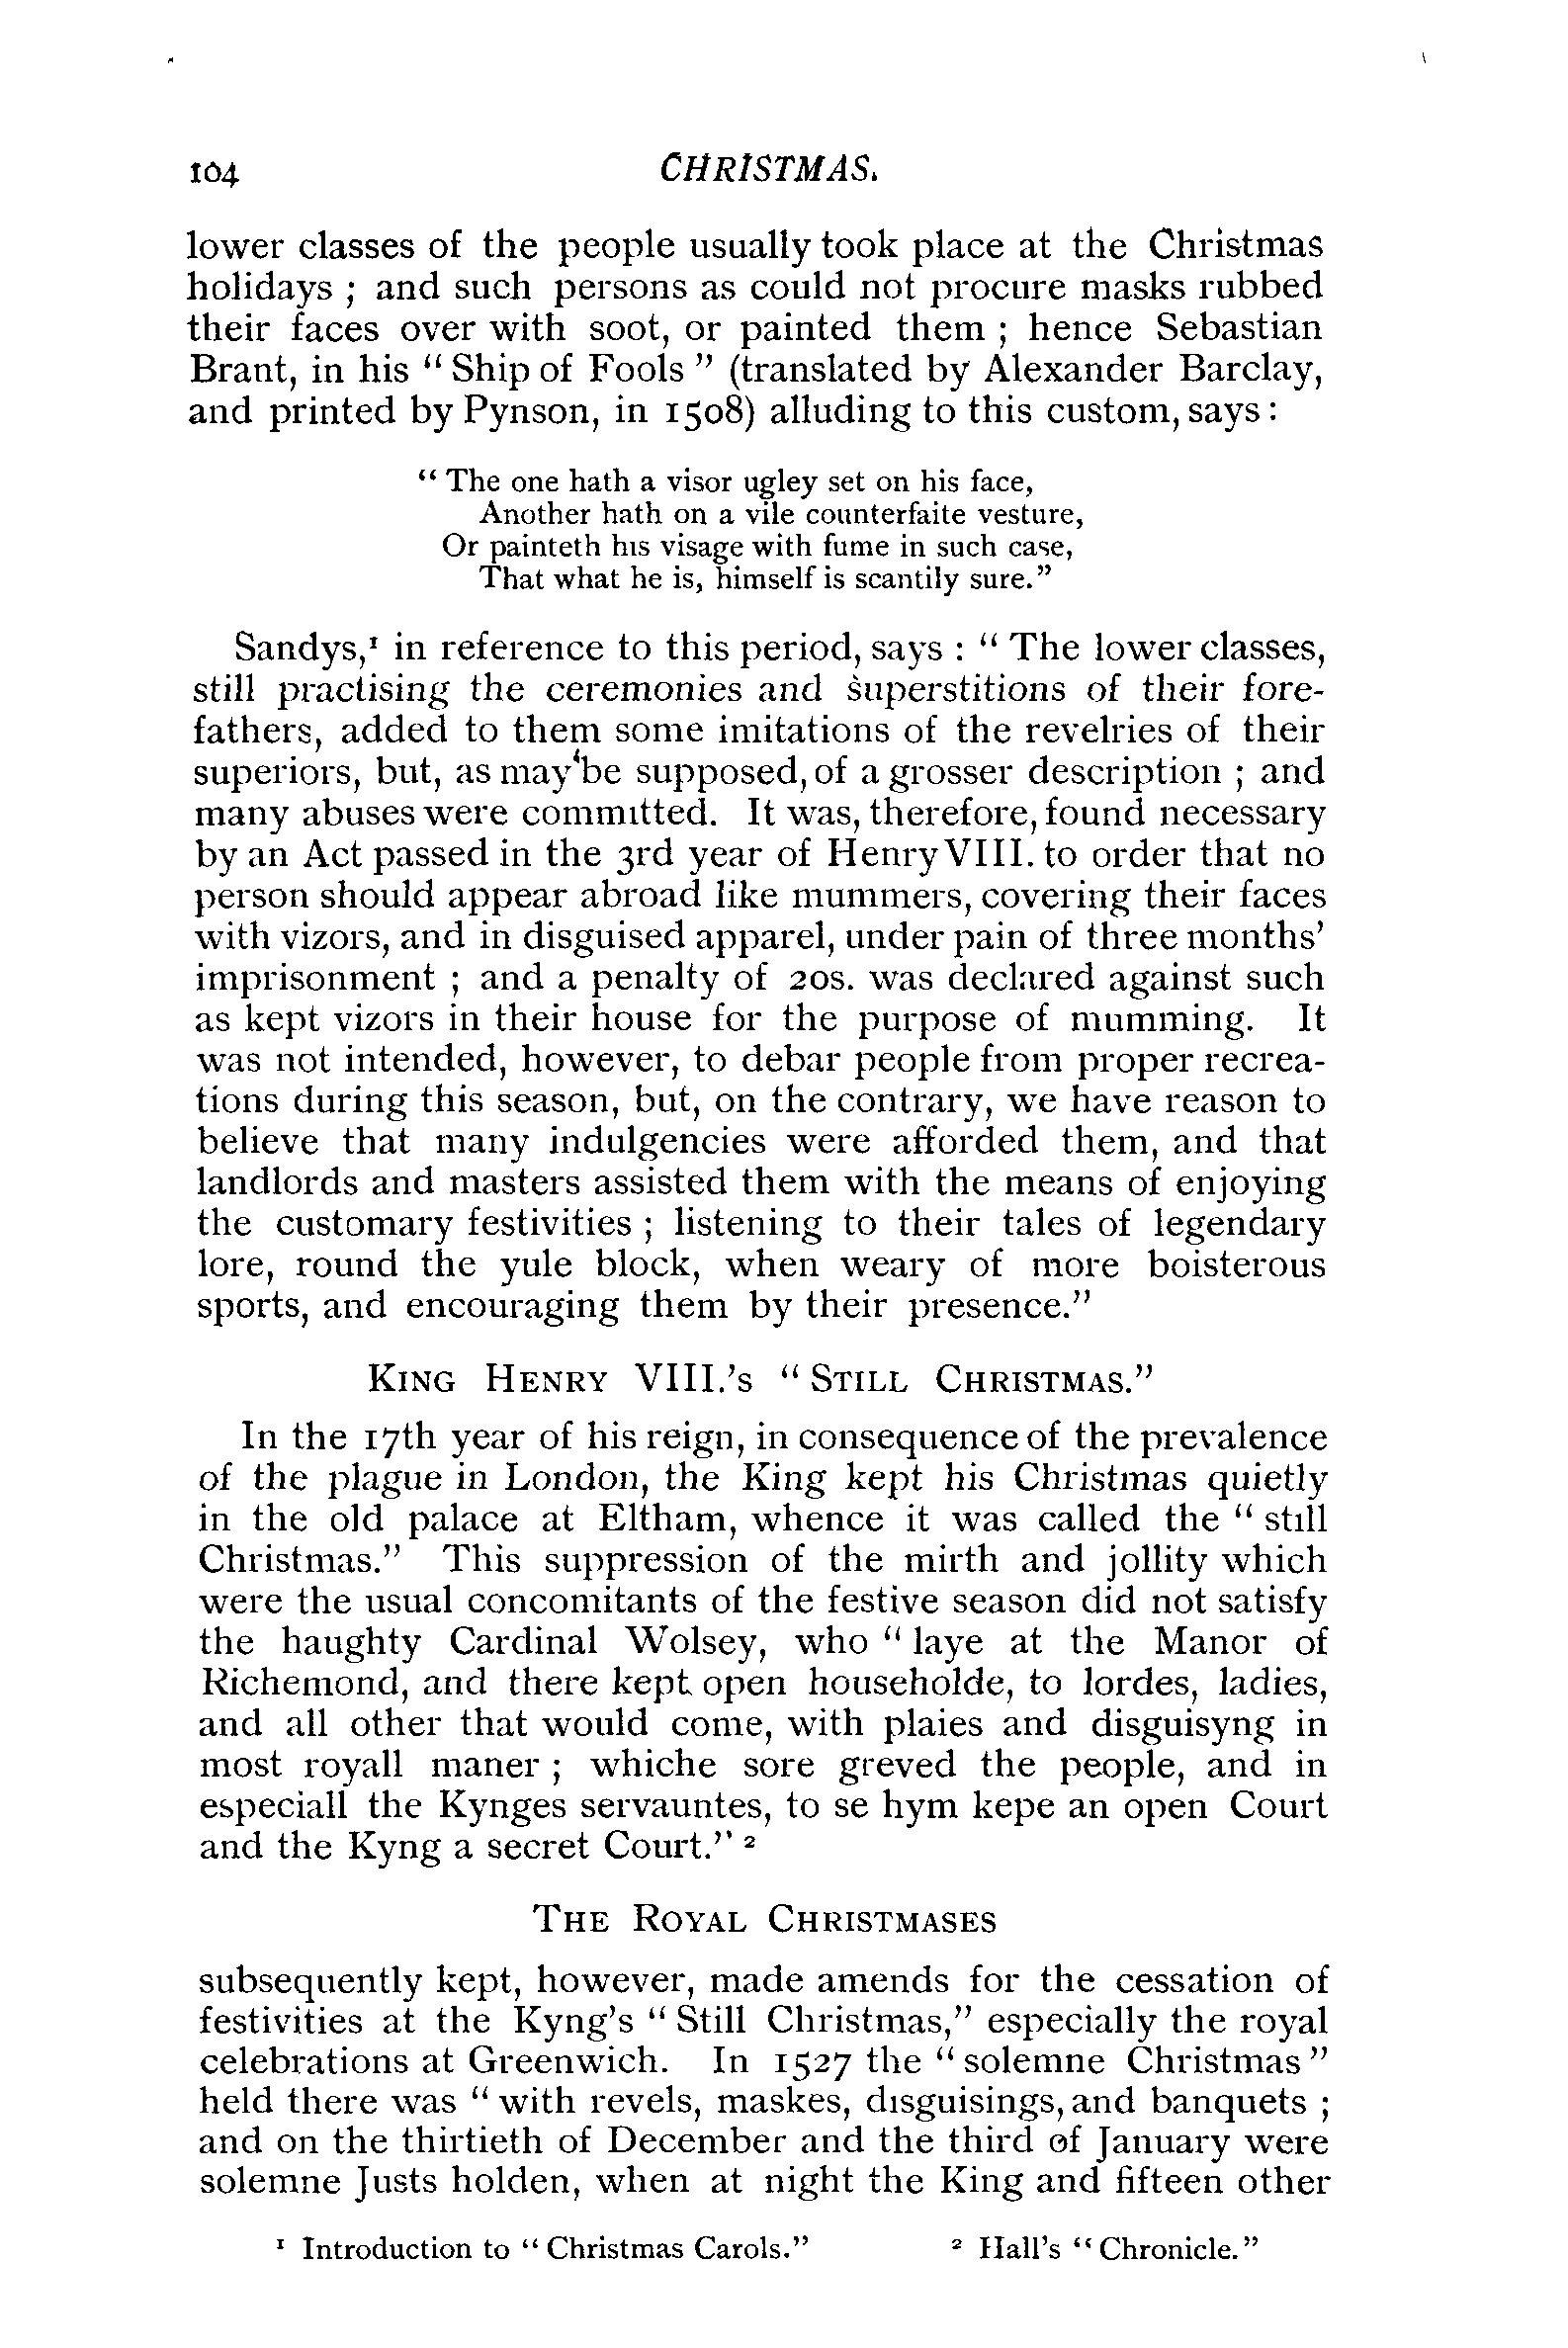 104 CHRISTMAS.
lower classes of the people usually took place at the Christmas
holidays ; and such persons as could not procure masks rubbed
their faces over with soot, or painted them ; hence Sebastian
Brant, in his “ Ship of Fools ” (translated by Alexander Barclay,
and printed by Pynson, in 1508) alluding to this custom, says :
“ The one hath a visor ugley set on his face,
Another hath on a vile counterfaite vesture,
Or painteth his visage with fume in such case,
That what he is, himself is scantily sure.”
Sandys,¹ in reference to this period, says : “ The lower classes,
still practising the ceremonies and superstitions of their fore-
fathers, added to them some imitations of the revelries of their
superiors, but, as may be supposed, of a grosser description ; and
many abuses were committed. It was, therefore, found necessary
by an Act passed in the 3rd year of Henry VIII. to order that no
person should appear abroad like mummers, covering their faces
with vizors, and in disguised apparel, under pain of three months’
imprisonment ; and a penalty of 20s. was declared against such
as kept vizors in their house for the purpose of mumming. It
was not intended, however, to debar people from proper recrea-
tions during this season, but, on the contrary, we have reason to
believe that many indulgencies were afforded them, and that
landlords and masters assisted them with the means of enjoying
the customary festivities ; listening to their tales of legendary
lore, round the yule block, when weary of more boisterous
sports, and encouraging them by their presence.”
KING HENRY VIII.’S “ STILL CHRISTMAS.”
In the 17th year of his reign, in consequence of the prevalence
of the plague in London, the King kept his Christmas quietly
in the old palace at Eltham, whence it was called the “ still
Christmas.” This suppression of the mirth and jollity which
were the usual concomitants of the festive season did not satisfy
the haughty Cardinal Wolsey, who “ laye at the Manor of
Richemond, and there kept open householde, to lordes, ladies,
and all other that would come, with plaies and disguisyng in
most royall maner ; whiche sore greved the people, and in
especiall the Kynges servauntes, to se hym kepe an open Court
and the Kyng a secret Court.” ²
THE ROYAL CHRISTMASES
subsequently kept, however, made amends for the cessation of
festivities at the Kyng’s “ Still Christmas,” especially the royal
celebrations at Greenwich. In 1527 the “ solemne Christmas ”
held there was “ with revels, maskes, disguisings, and banquets ;
and on the thirtieth of December and the third of January were
solemne Justs holden, when at night the King and fifteen other
¹ Introduction to “ Christmas Carols.” ² Hall’s “ Chronicle.”